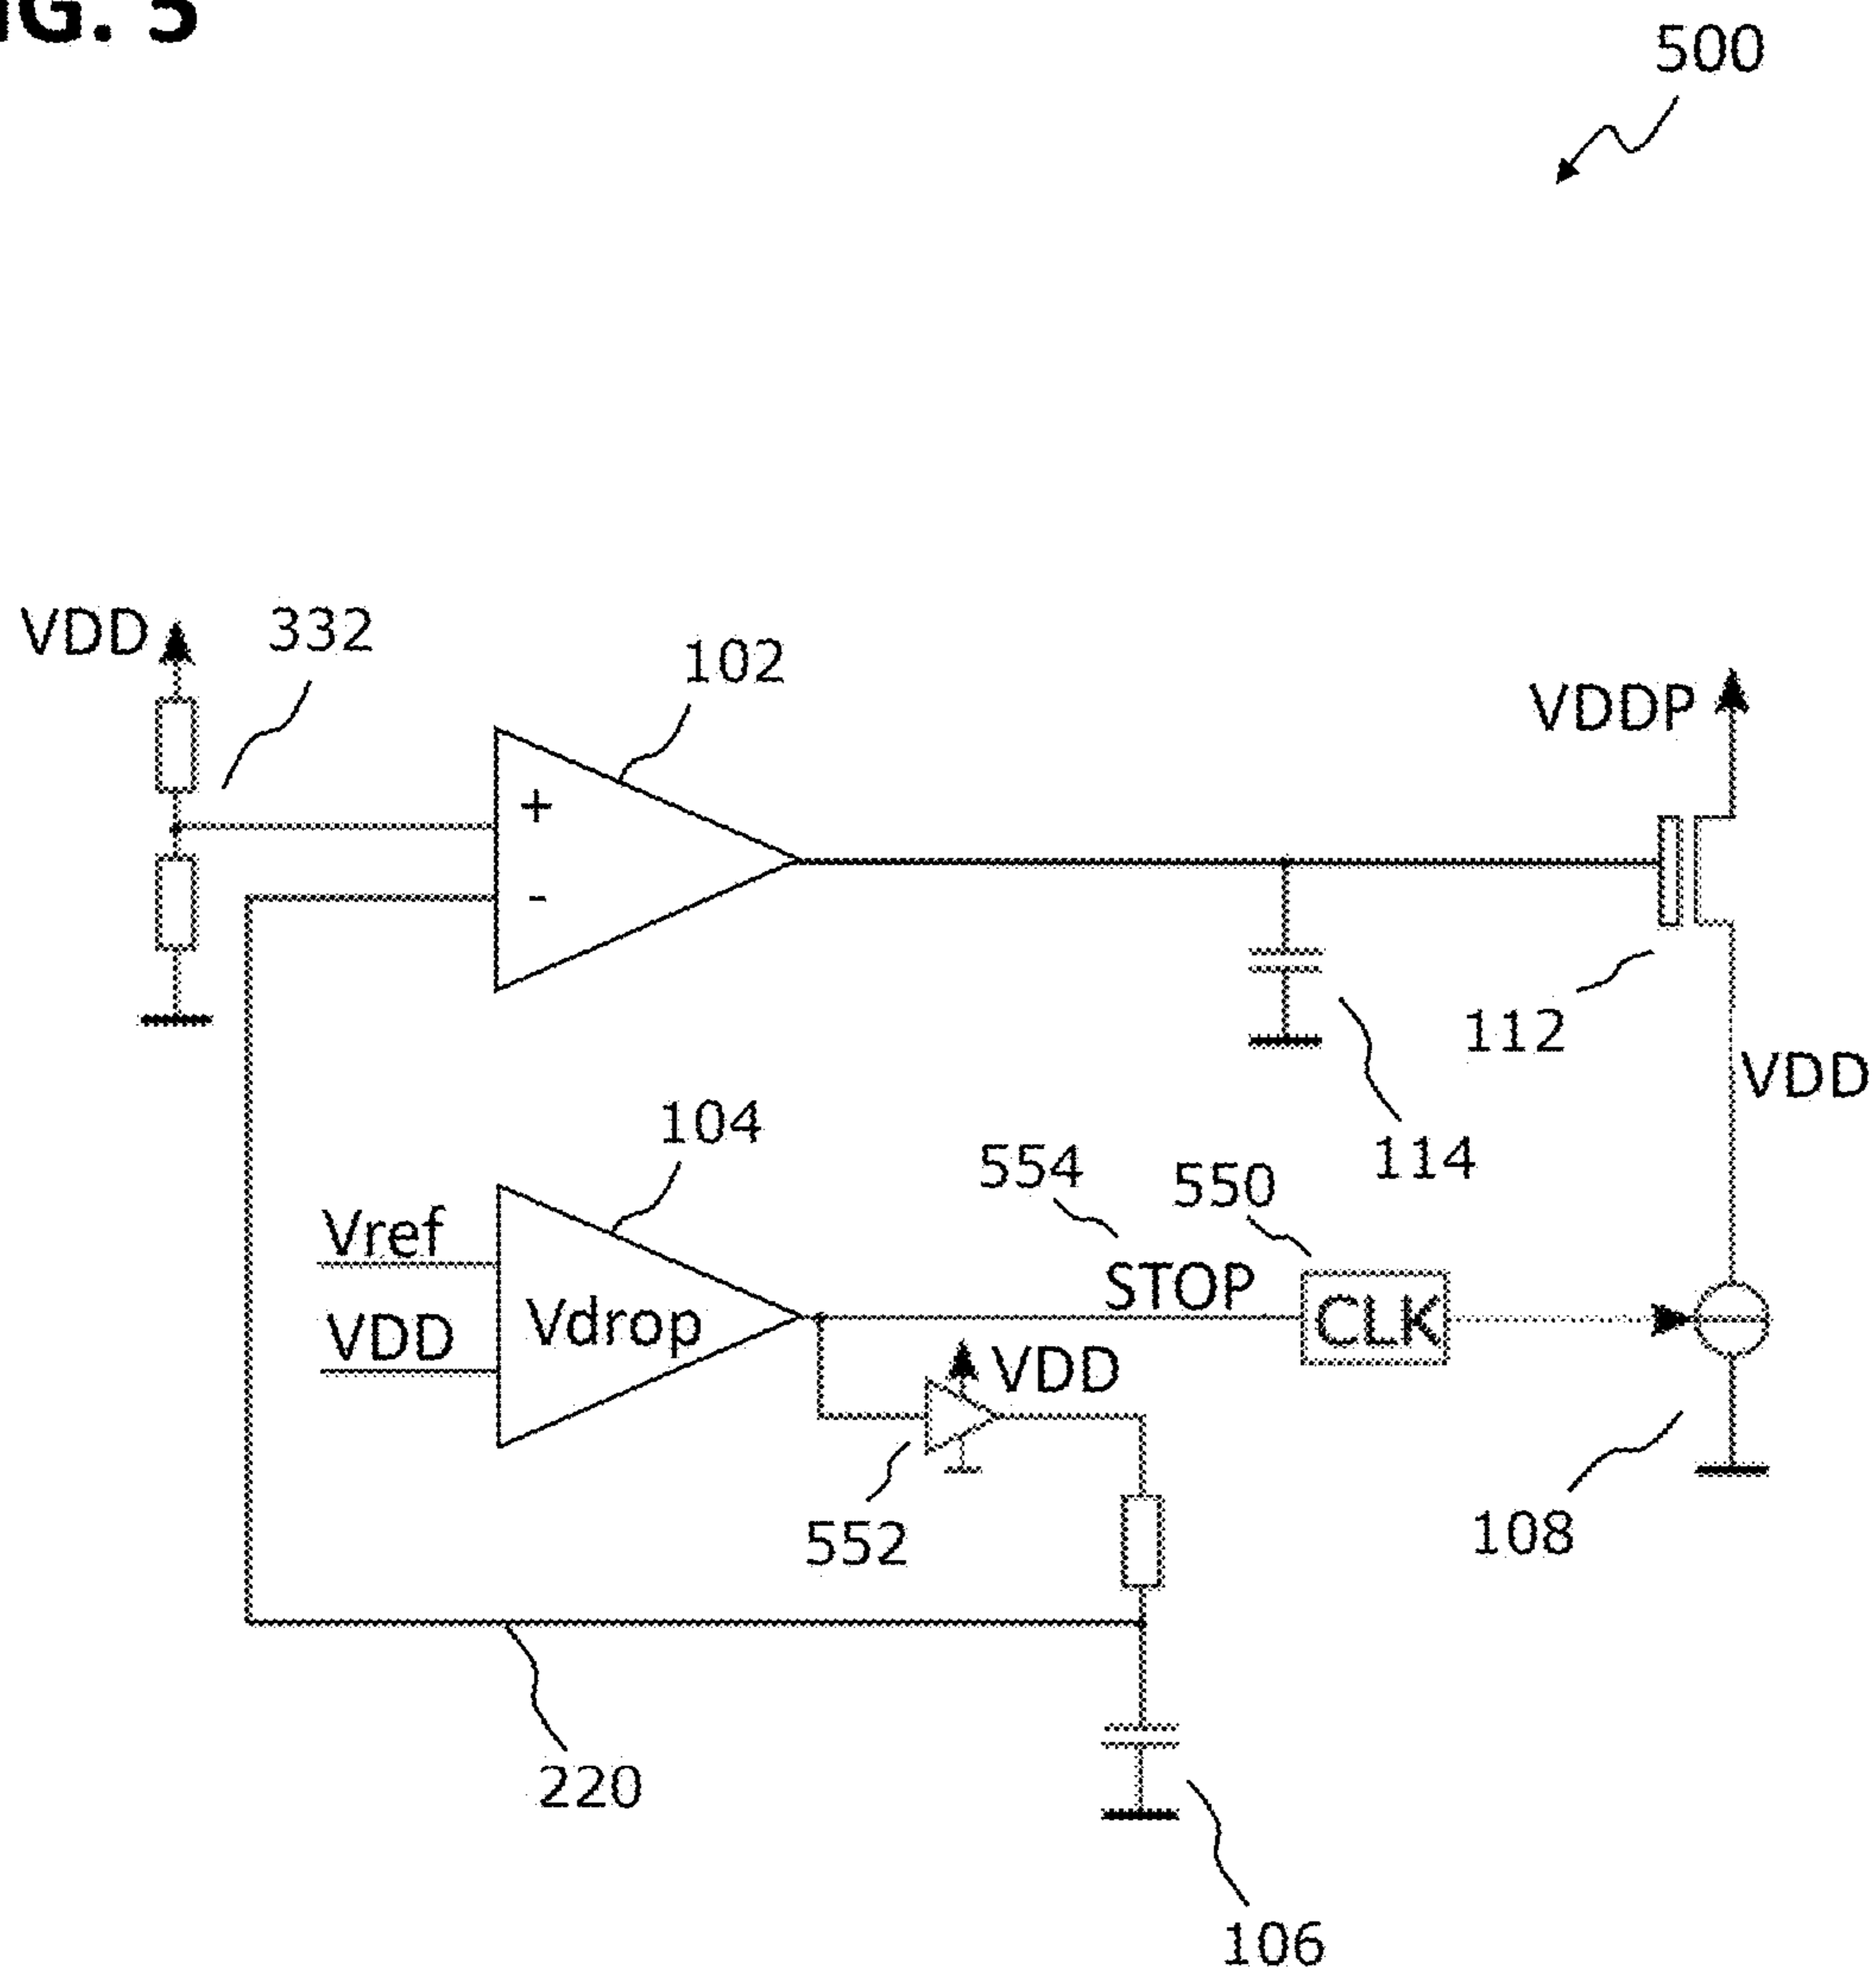 FIG. 5
500
VDD
332
102
VDDP
+
-
112
VDD
114
104
554
550
Vref
STOP
Vdrop
CLK
VDD
VDD
552
108
220
106